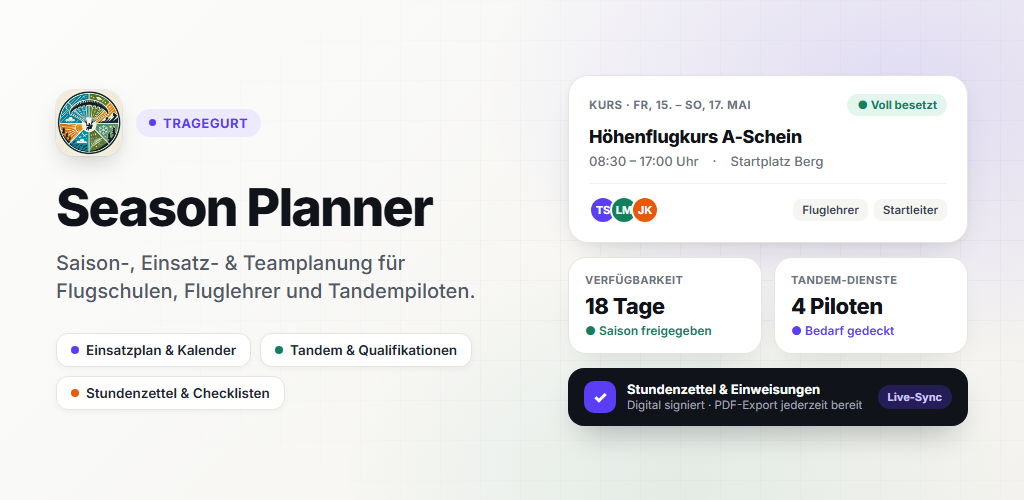 TRAGEGURT
Season Planner
Saison-, Einsatz- & Teamplanung für
Flugschulen, Fluglehrer und Tandempiloten.
Einsatzplan & Kalender
Tandem & Qualifikationen
Stundenzettel & Checklisten
KURS · FR, 15. – SO, 17. MAI
Voll besetzt
Höhenflugkurs A-Schein
08:30 – 17:00 Uhr · Startplatz Berg
TS LM JK
Fluglehrer
Startleiter
VERFÜGBARKEIT
18 Tage
Saison freigegeben
TANDEM-DIENSTE
4 Piloten
Bedarf gedeckt
Stundenzettel & Einweisungen
Digital signiert · PDF-Export jederzeit bereit
Live-Sync